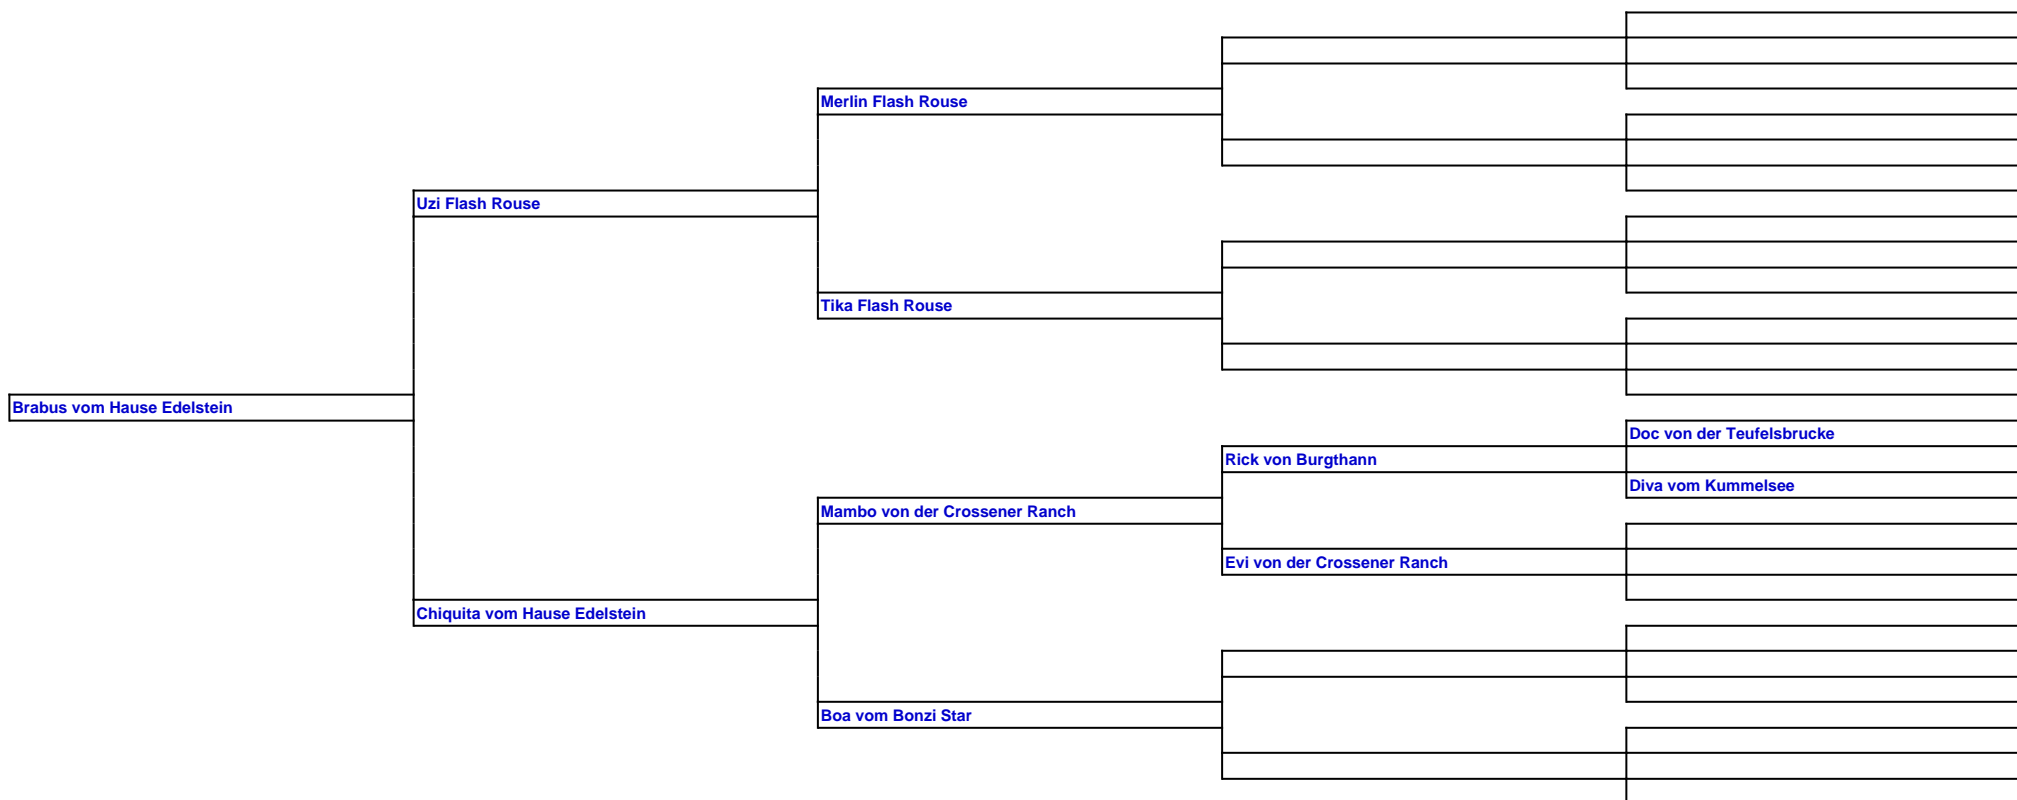 Merlin Flash Rouse
Uzi Flash Rouse
Tika Flash Rouse
Brabus vom Hause Edelstein
Doc von der Teufelsbrucke
Rick von Burgthann
Diva vom Kummelsee
Mambo von der Crossener Ranch
Evi von der Crossener Ranch
Chiquita vom Hause Edelstein
Boa vom Bonzi Star